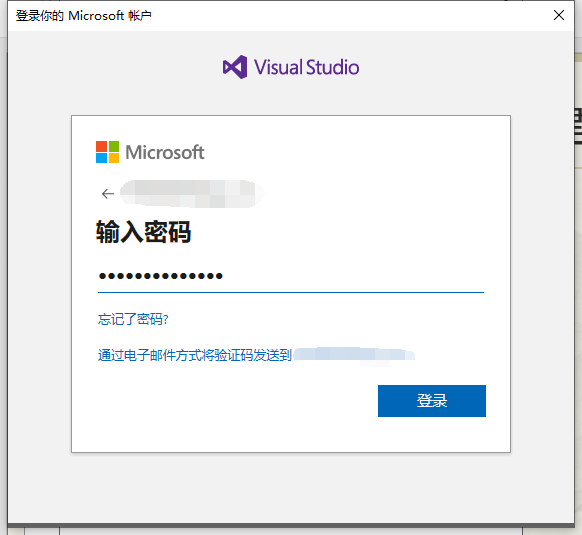 登录你的 Microsoft 帐户
Visual Studio
Microsoft
输入密码
忘记了密码?
通过电子邮件方式将验证码发送到
登录